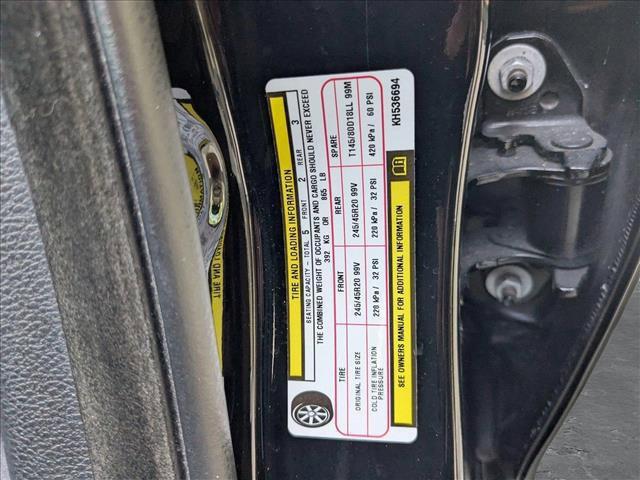 TIRE AND LOADING INFORMATION
SEATING CAPACITY - TOTAL 5 FRONT 2 REAR 3
THE COMBINED WEIGHT OF OCCUPANTS AND CARGO SHOULD NEVER EXCEED
392 KG OR 865 LB
TIRE FRONT REAR SPARE
ORIGINAL TIRE SIZE 245/45R20 99V 245/45R20 99V T145/80D18LL 99M
COLD TIRE INFLATION PRESSURE 220 kPa / 32 PSI 220 kPa / 32 PSI 420 kPa / 60 PSI
SEE OWNERS MANUAL FOR ADDITIONAL INFORMATION
KH536694